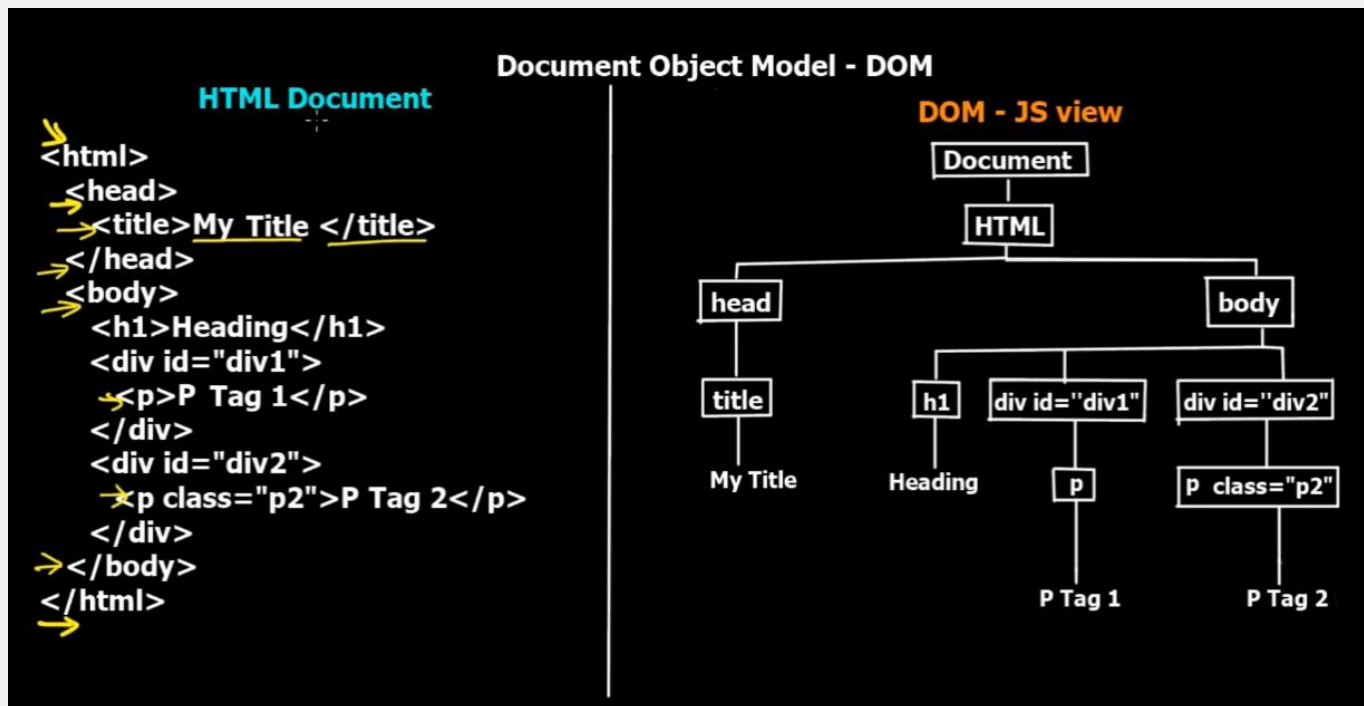 Document Object Model - DOM
HTML Document
<html>
<head>
<title>My Title </title>
</head>
<body>
<h1>Heading</h1>
<div id="div1">
<p>P Tag 1</p>
</div>
<div id="div2">
<p class="p2">P Tag 2</p>
</div>
</body>
</html>
DOM - JS view
Document
HTML
head
body
title
h1
div id=''div1"
div id=''div2"
My Title
Heading
p
p class="p2"
P Tag 1
P Tag 2